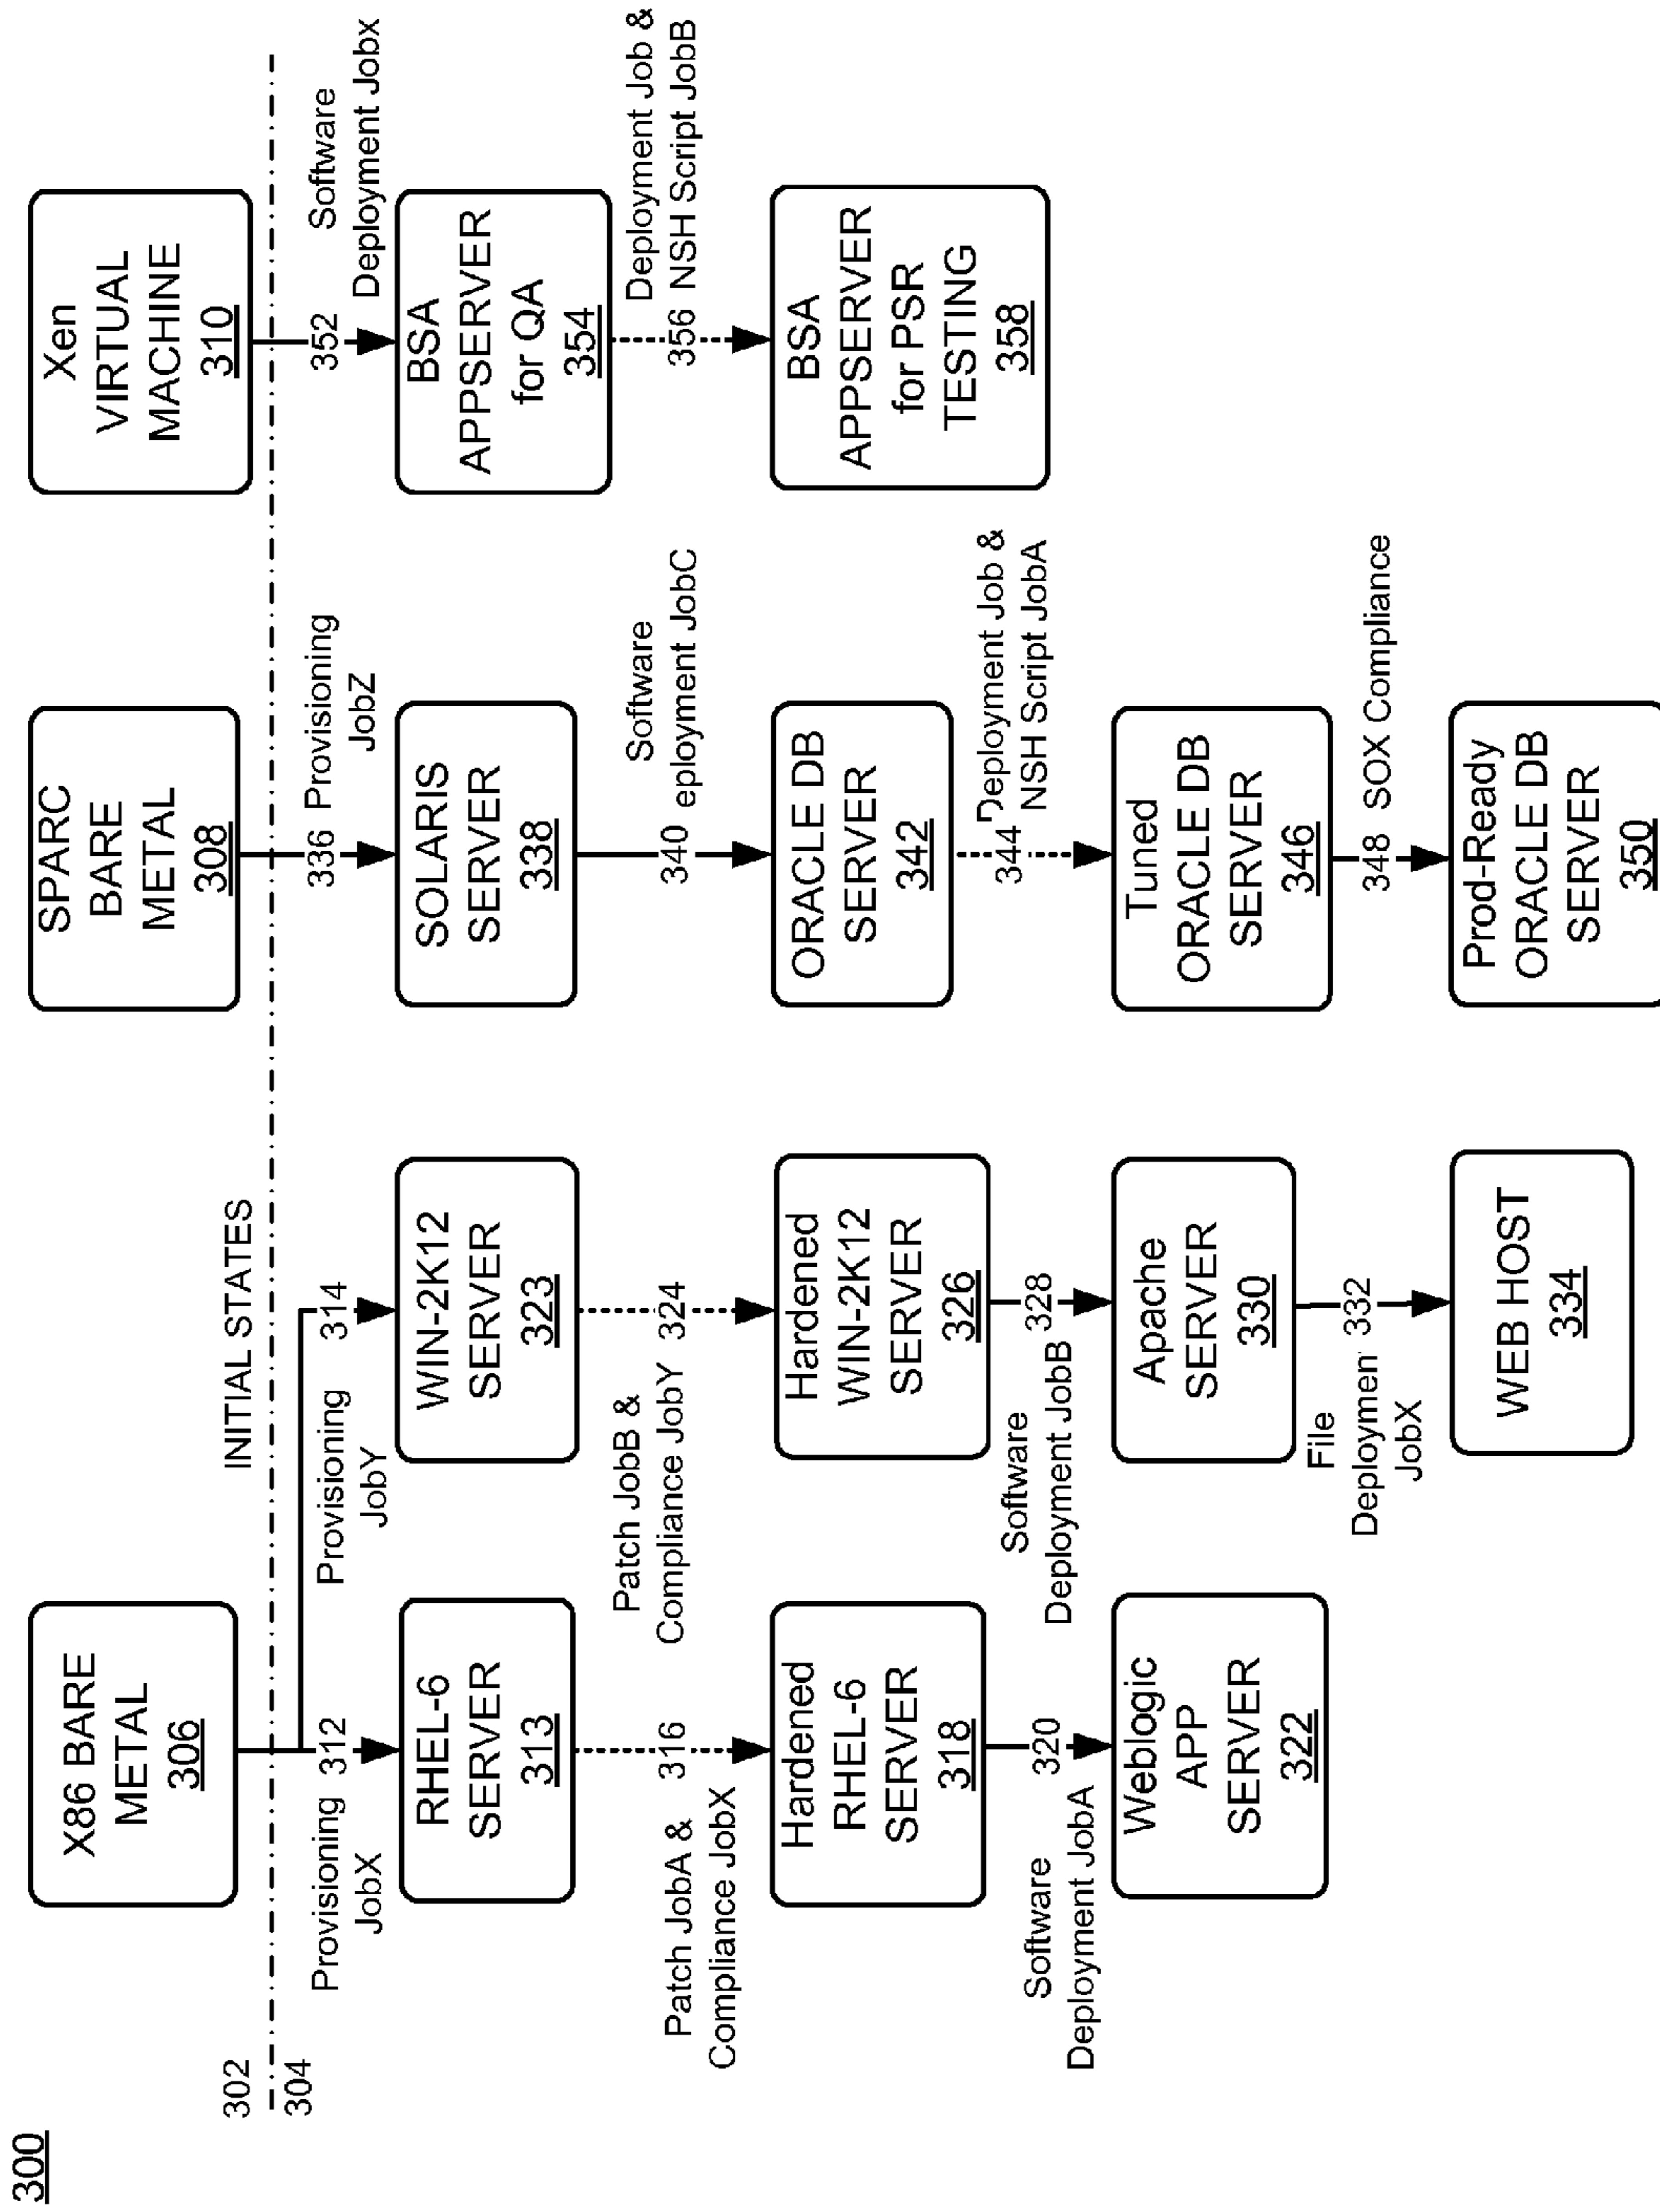 300
302
304
INITIAL STATES
X86 BARE
METAL
306
SPARC
BARE
METAL
308
Xen
VIRTUAL
MACHINE
310
Provisioning
JobX
312
Provisioning
JobY
314
336
Provisioning
JobZ
352
Software
Deployment Jobx
RHEL-6
SERVER
313
WIN-2K12
SERVER
323
SOLARIS
SERVER
338
BSA
APPSERVER
for QA
354
Patch JobA &
Compliance JobX
316
Patch JobB &
Compliance JobY
324
340
Software
eployment JobC
356
Deployment Job &
NSH Script JobB
Hardened
RHEL-6
SERVER
318
Hardened
WIN-2K12
SERVER
326
ORACLE DB
SERVER
342
BSA
APPSERVER
for PSR
TESTING
358
Software
Deployment JobA
320
Software
Deployment JobB
328
344
Deployment Job &
NSH Script JobA
Weblogic
APP
SERVER
322
Apache
SERVER
330
Tuned
ORACLE DB
SERVER
346
File
Deploymen
JobX
332
348
SOX Compliance
WEB HOST
334
Prod-Ready
ORACLE DB
SERVER
350